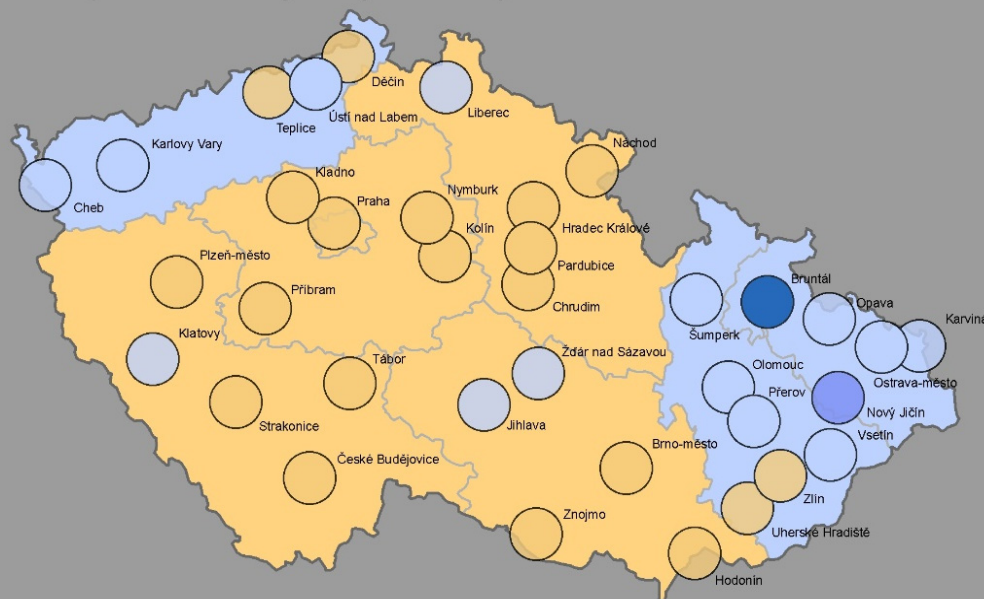 Děčín
Teplice
Ústí nad Labem
Liberec
Karlovy Vary
Cheb
Náchod
Kladno
Praha
Nymburk
Kolín
Hradec Králové
Pardubice
Chrudim
Plzeň-město
Příbram
Klatovy
Tábor
Strakonice
České Budějovice
Žďár nad Sázavou
Jihlava
Brno-město
Znojmo
Hodonín
Bruntál
Opava
Karviná
Šumperk
Ostrava-město
Olomouc
Přerov
Nový Jičín
Vsetín
Zlín
Uherské Hradiště